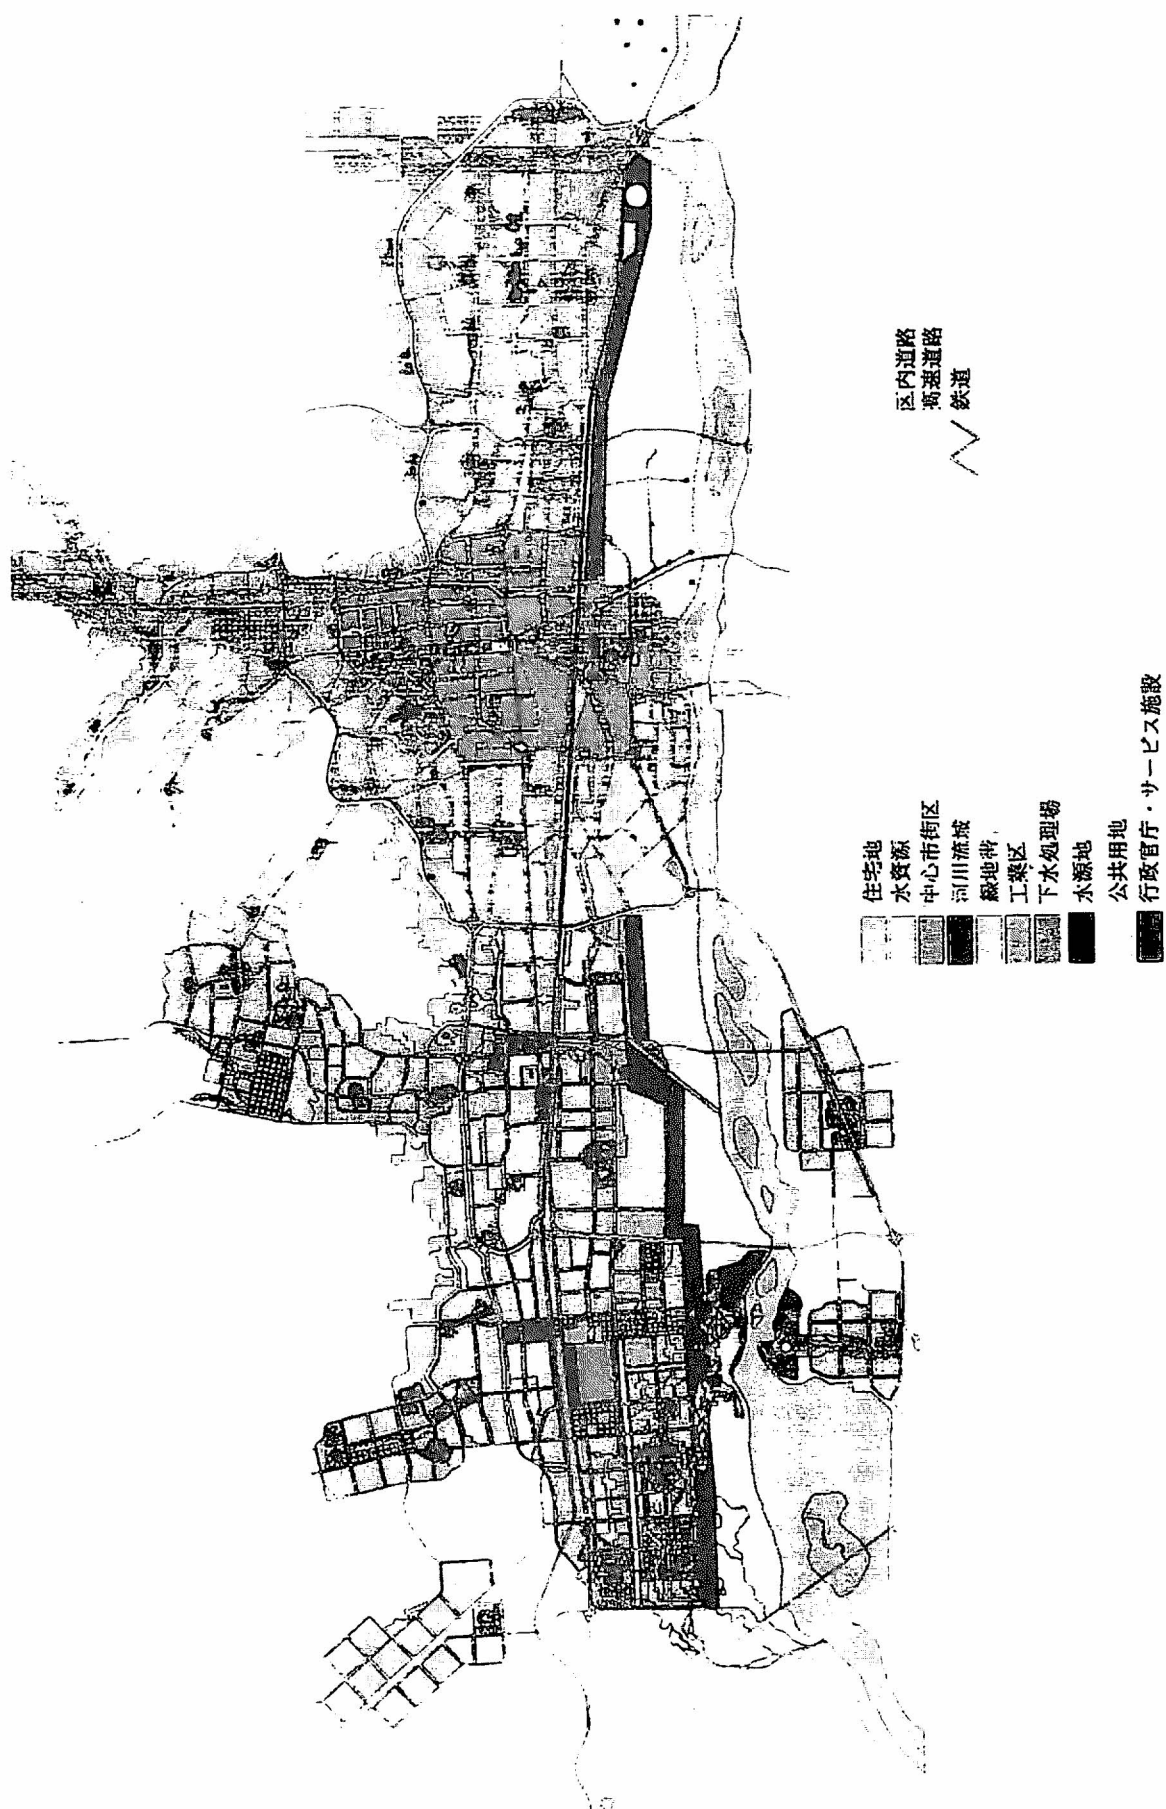 住宅地
水資源
中心市街区
河川流域
緑地帯
工業区
下水処理場
水源地
公共用地
行政官庁・サービス施設
区内道路
高速道路
鉄道